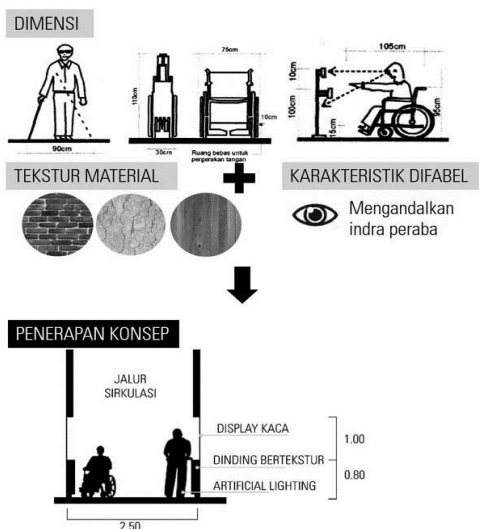 DIMENSI
90cm
110cm
30cm
75cm
10cm
Ruang bebas untuk
pergerakan tangan
105cm
10cm
100cm
15cm
95cm
TEKSTUR MATERIAL
KARAKTERISTIK DIFABEL
Mengandalkan
indra peraba
PENERAPAN KONSEP
JALUR
SIRKULASI
DISPLAY KACA
DINDING BERTEKSTUR
ARTIFICIAL LIGHTING
1.00
0.80
2.50